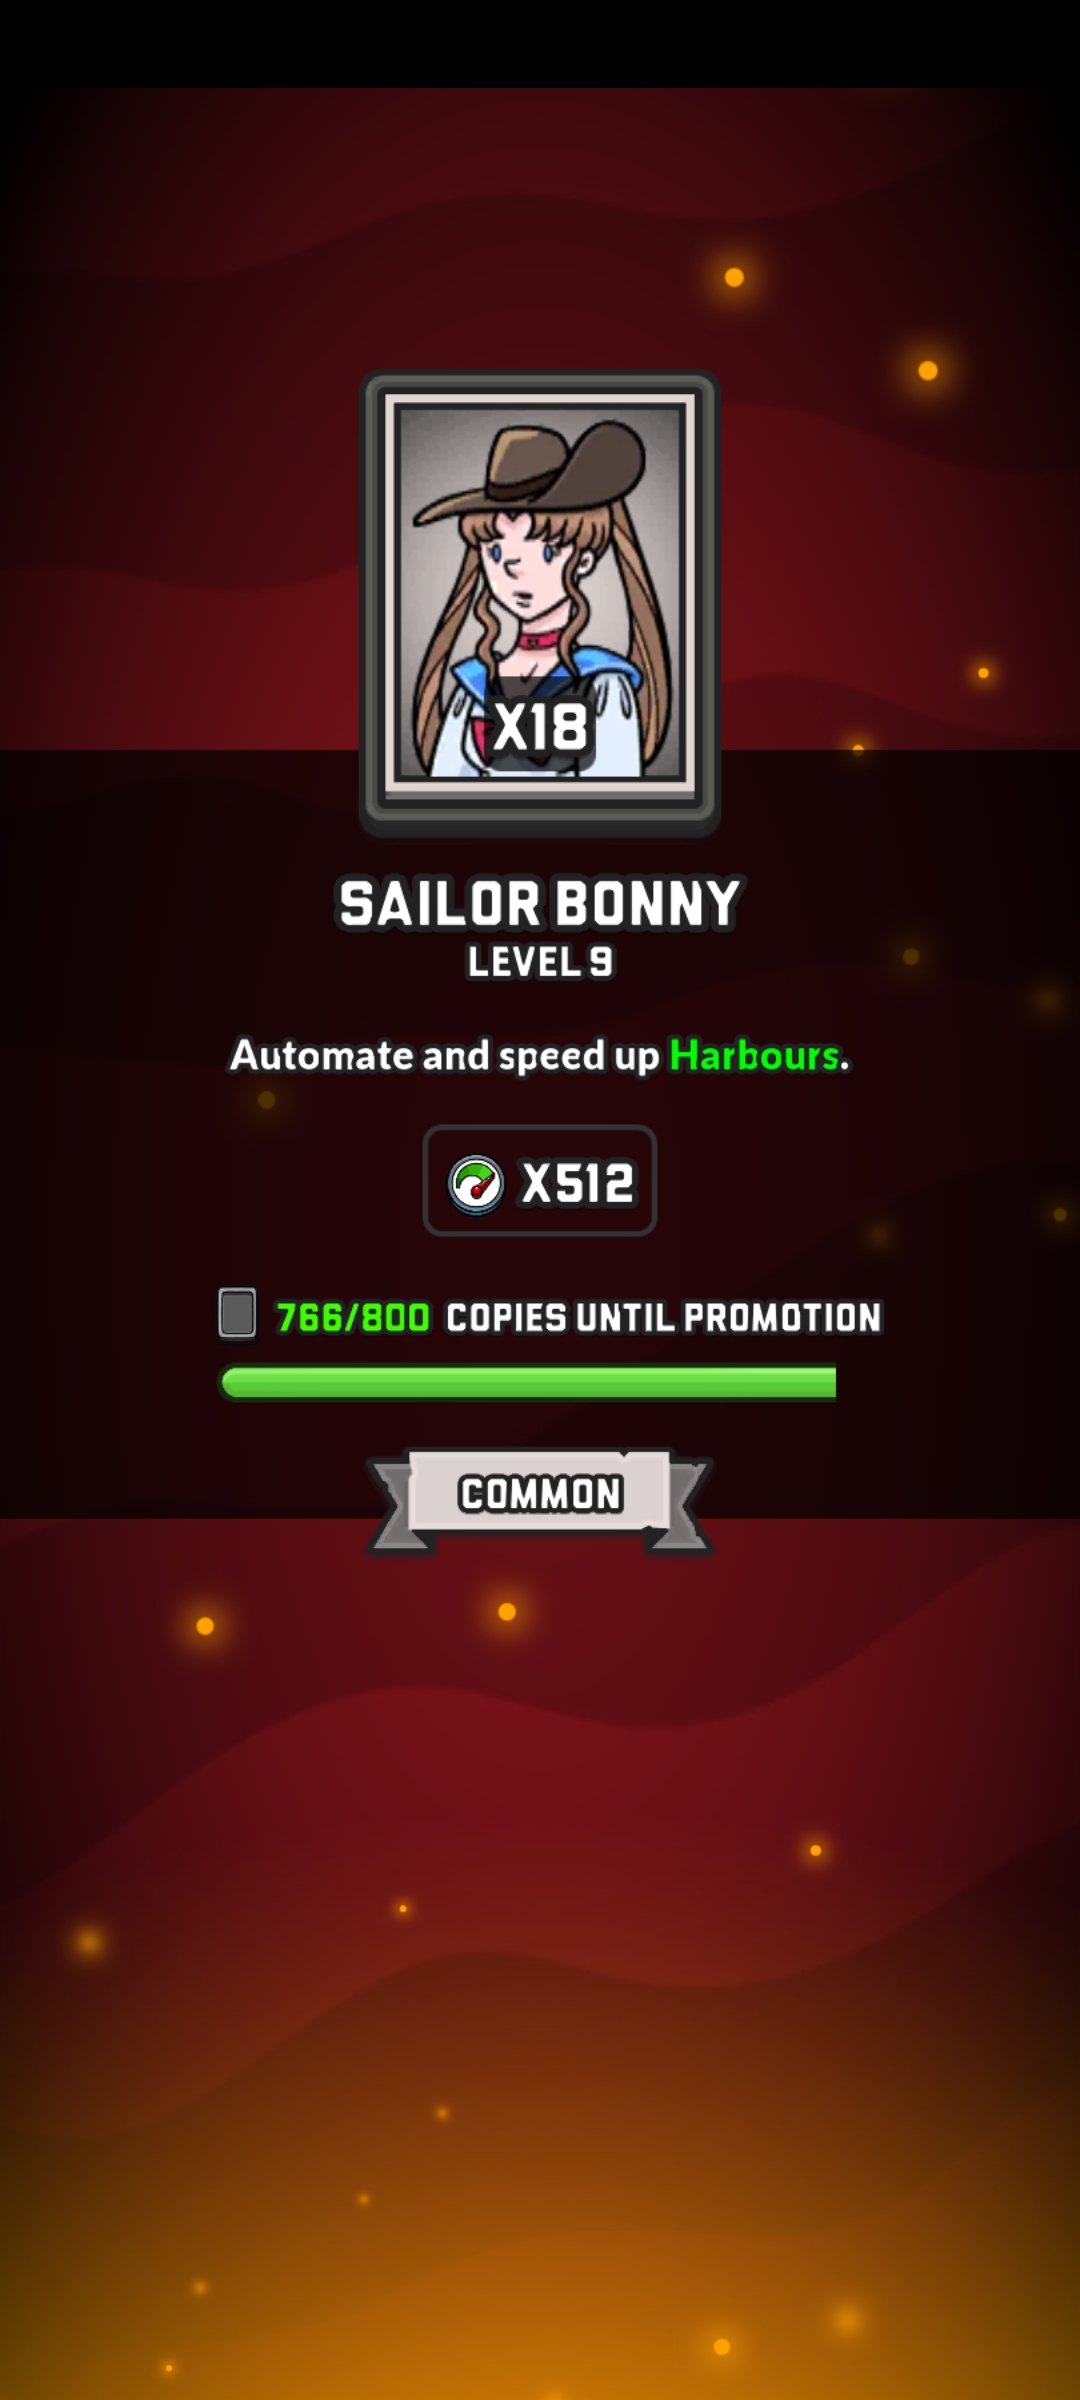 X18
SAILOR BONNY
LEVEL 9
Automate and speed up Harbours.
X512
766/800 COPIES UNTIL PROMOTION
COMMON